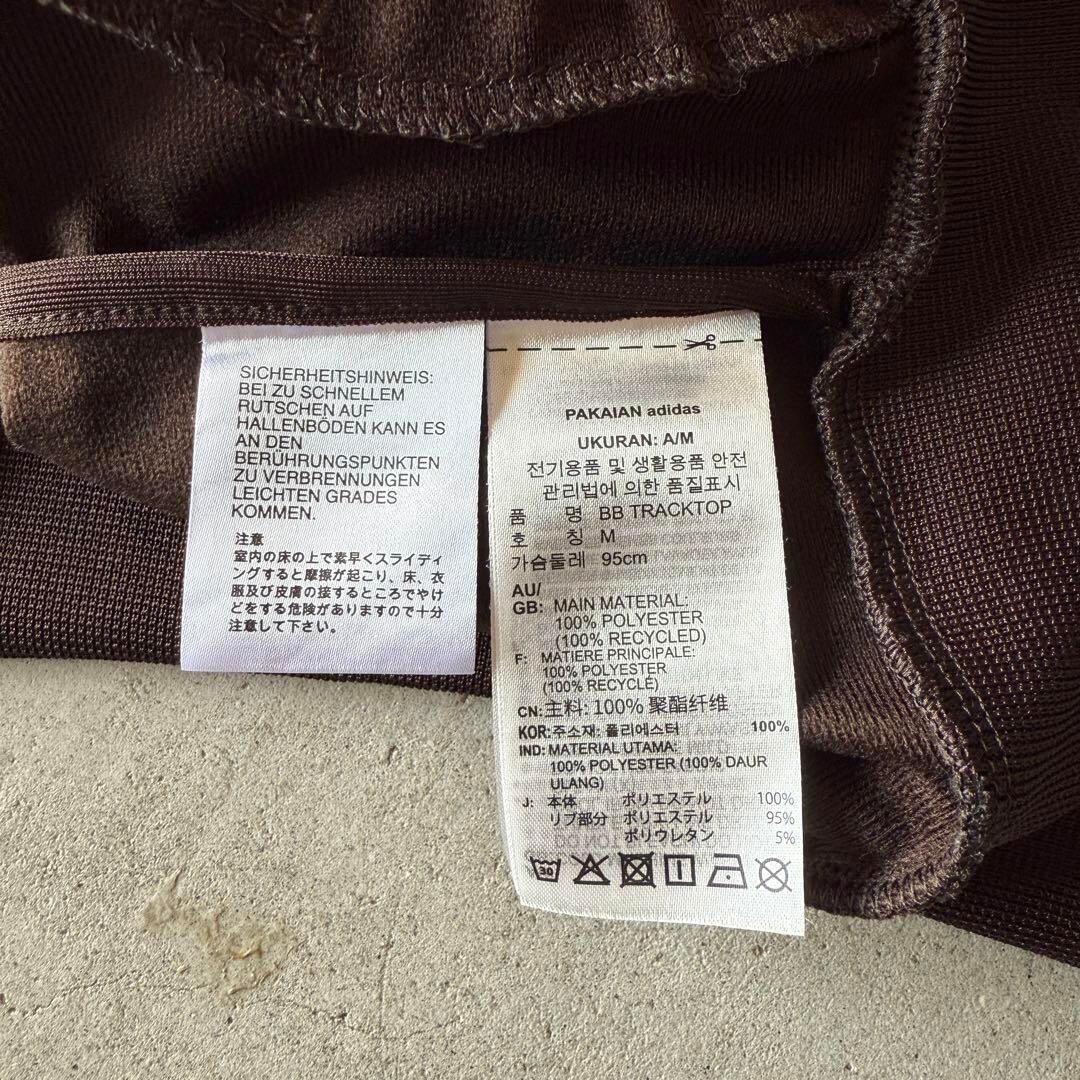 SICHERHEITSHINWEIS:
BEI ZU SCHNELLEM
RUTSCHEN AUF
HALLENBÖDEN KANN ES
AN DEN
BERÜHRUNGSPUNKTEN
ZU VERBRENNUNGEN
LEICHTEN GRADES
KOMMEN.
注意
室内の床の上で素早くスライディ
ングすると摩擦が起こり、床、衣
服及び皮膚の接するところでやけ
どをする危険がありますので十分
注意して下さい。
PAKAIAN adidas
UKURAN: A/M
전기용품 및 생활용품 안전
관리법에 의한 품질표시
품 명 BB TRACKTOP
호 칭 M
가슴둘레 95cm
AU/
GB: MAIN MATERIAL:
100% POLYESTER
(100% RECYCLED)
F: MATIERE PRINCIPALE:
100% POLYESTER
(100% RECYCLÉ)
CN: 主料: 100% 聚酯纤维
KOR: 주소재: 폴리에스터 100%
IND: MATERIAL UTAMA:
100% POLYESTER (100% DAUR
ULANG)
J: 本体 ポリエステル 100%
リブ部分 ポリエステル 95%
ポリウレタン 5%
30